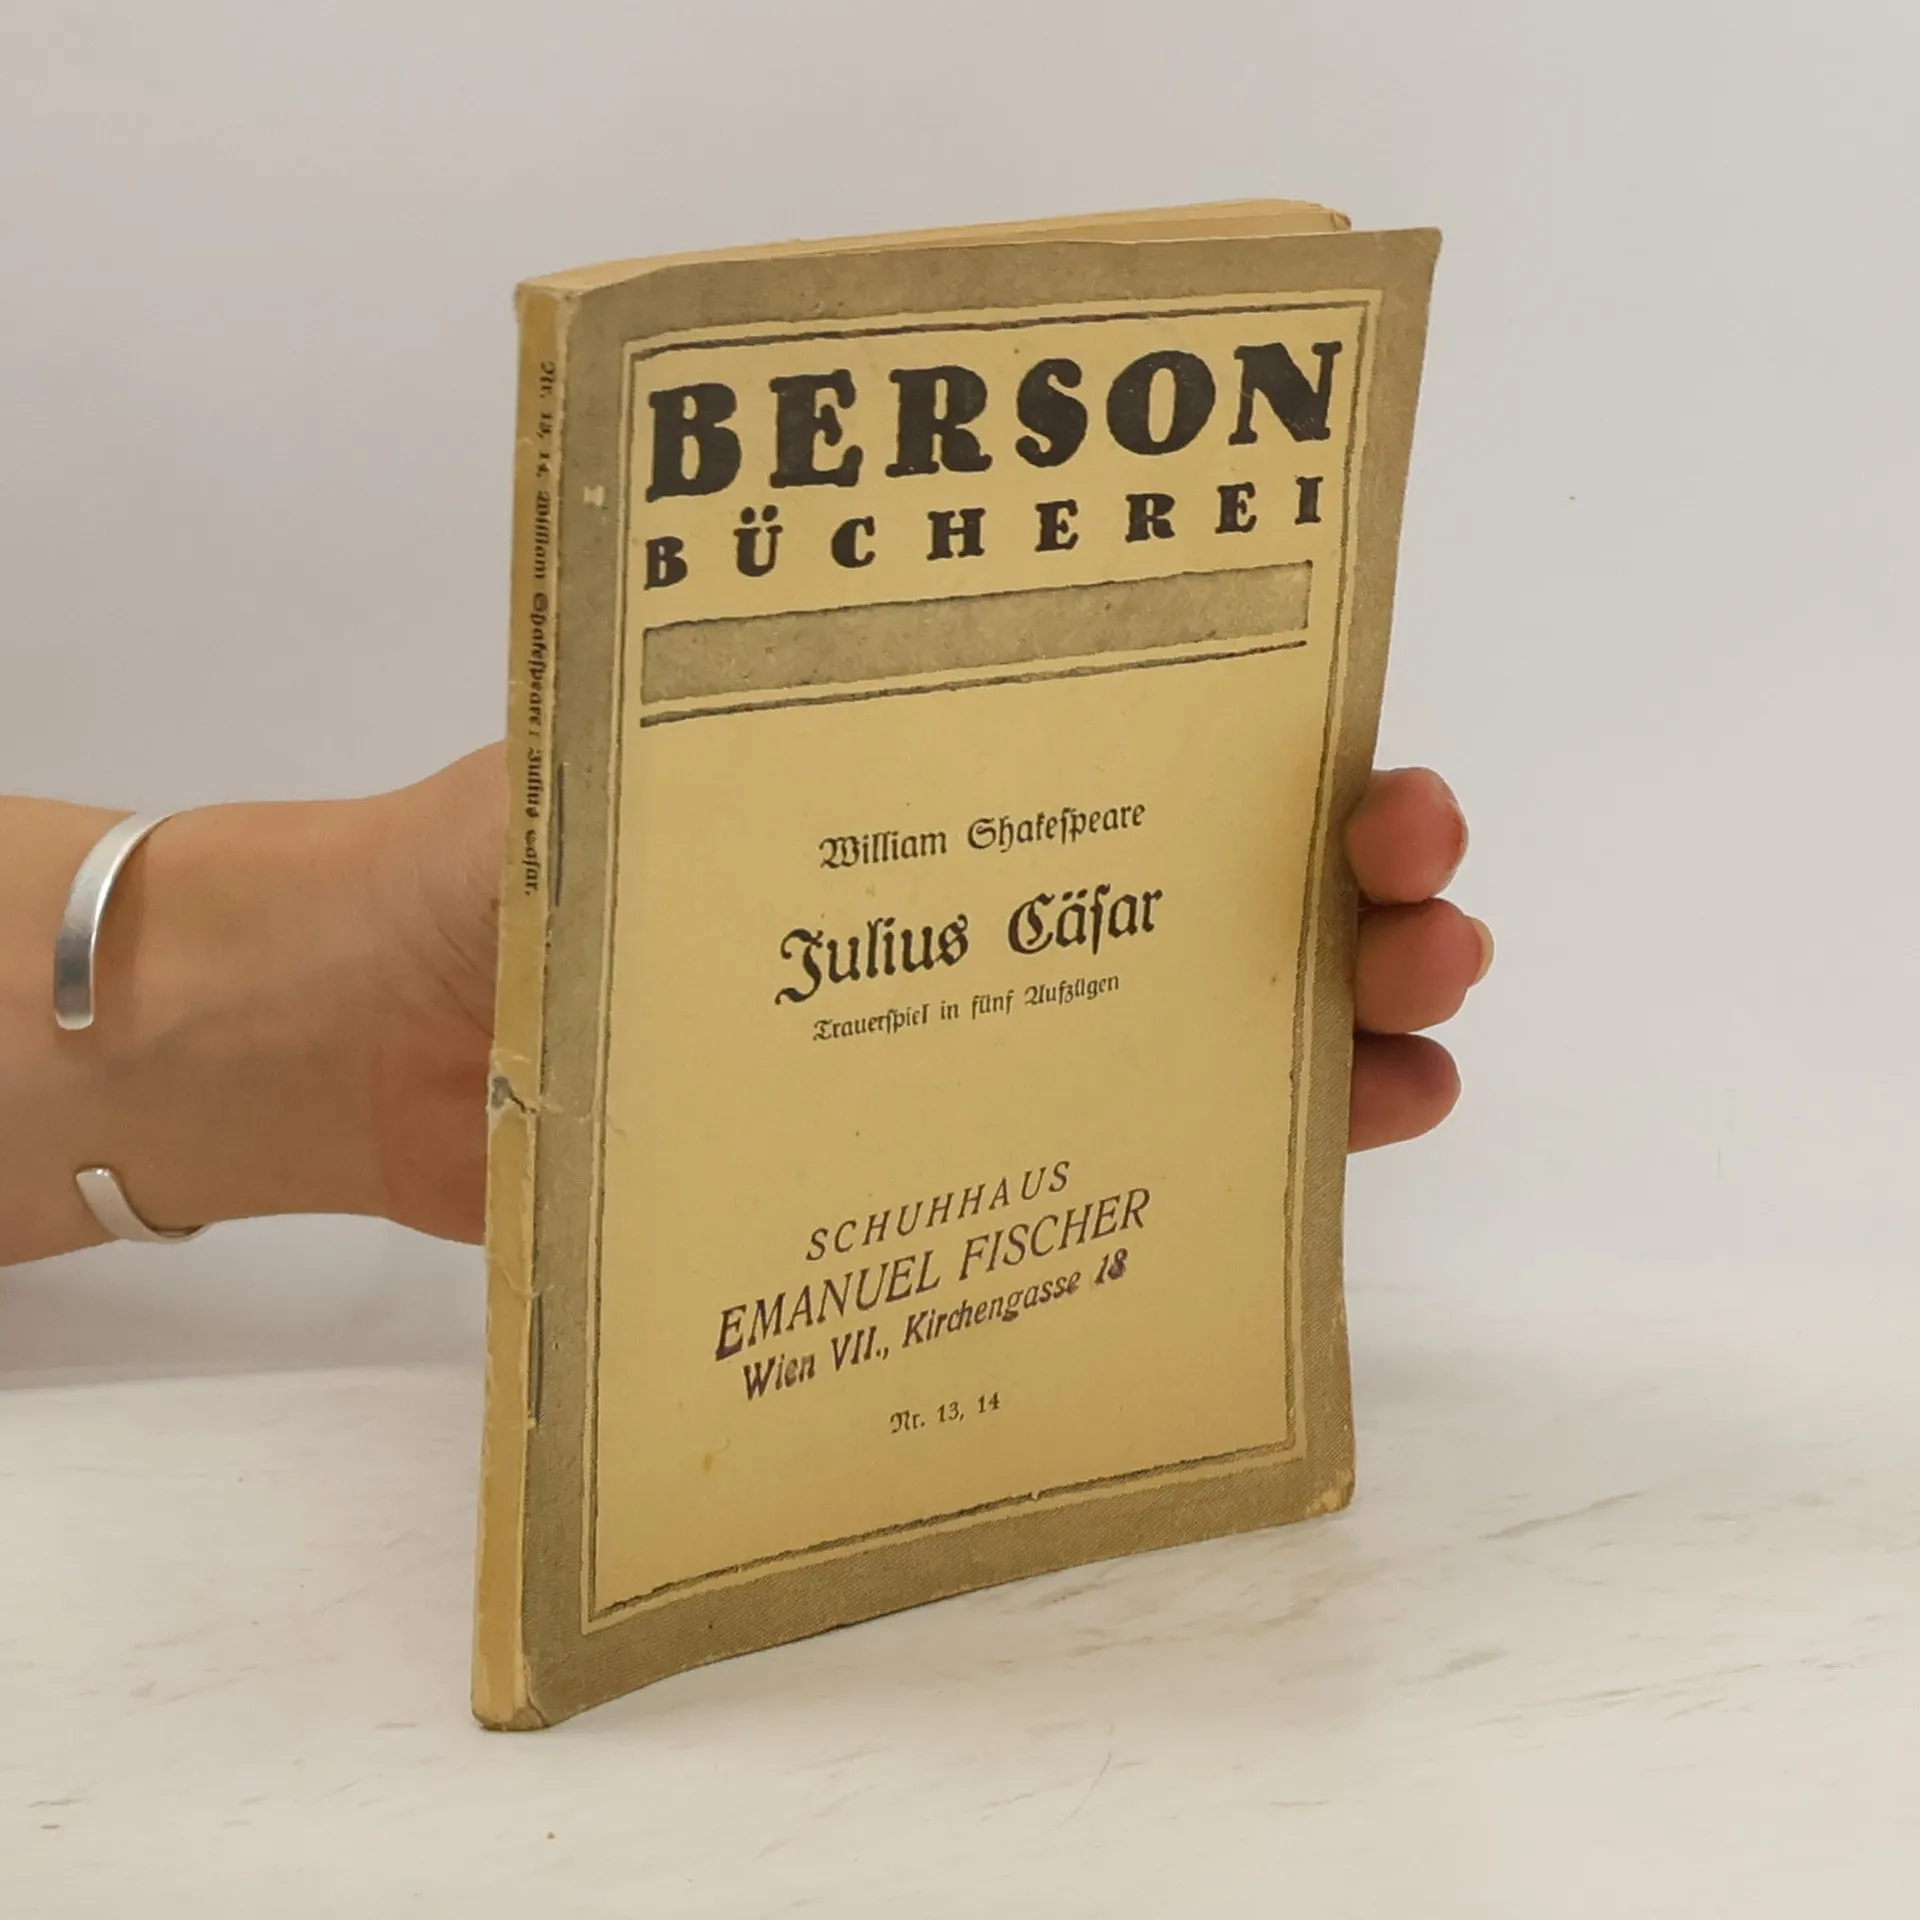 BERSON
BÜCHEREI
William Shakeſpeare
Julius Cäſar
Trauerſpiel in fünf Aufzügen
SCHUHHAUS
EMANUEL FISCHER
Wien VII., Kirchengasse 18
Nr. 13, 14
Nr. 13, 14. William Shakeſpeare: Julius Cäſar.